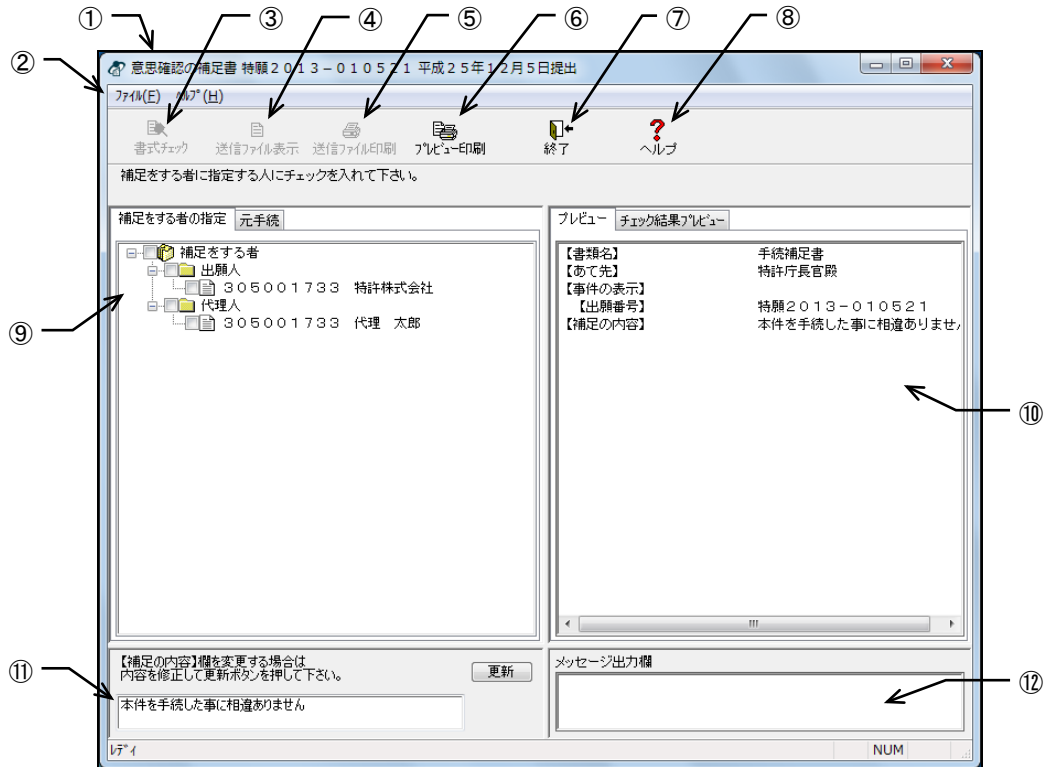 ① ② ③ ④ ⑤ ⑥ ⑦ ⑧
意思確認の補足書 特願２０１３－０１０５２１ 平成２５年１２月５日提出
ﾌｧｲﾙ(F) ﾍﾙﾌﾟ(H)
書式ﾁｪｯｸ 送信ﾌｧｲﾙ表示 送信ﾌｧｲﾙ印刷 ﾌﾟﾚﾋﾞｭｰ印刷 終了 ヘルプ
補足をする者に指定する人にチェックを入れて下さい。
補足をする者の指定 元手続
補足をする者
出願人
３０５００１７３３ 特許株式会社
代理人
３０５００１７３３ 代理 太郎
⑨
プレビュー ﾁｪｯｸ結果ﾌﾟﾚﾋﾞｭｰ
【書類名】 手続補足書
【あて先】 特許庁長官殿
【事件の表示】
【出願番号】 特願２０１３－０１０５２１
【補足の内容】 本件を手続した事に相違ありませ
⑩
【補足の内容】欄を変更する場合は
内容を修正して更新ボタンを押して下さい。
更新
本件を手続した事に相違ありません
⑪
メッセージ出力欄
⑫
ﾚﾃﾞｨ NUM